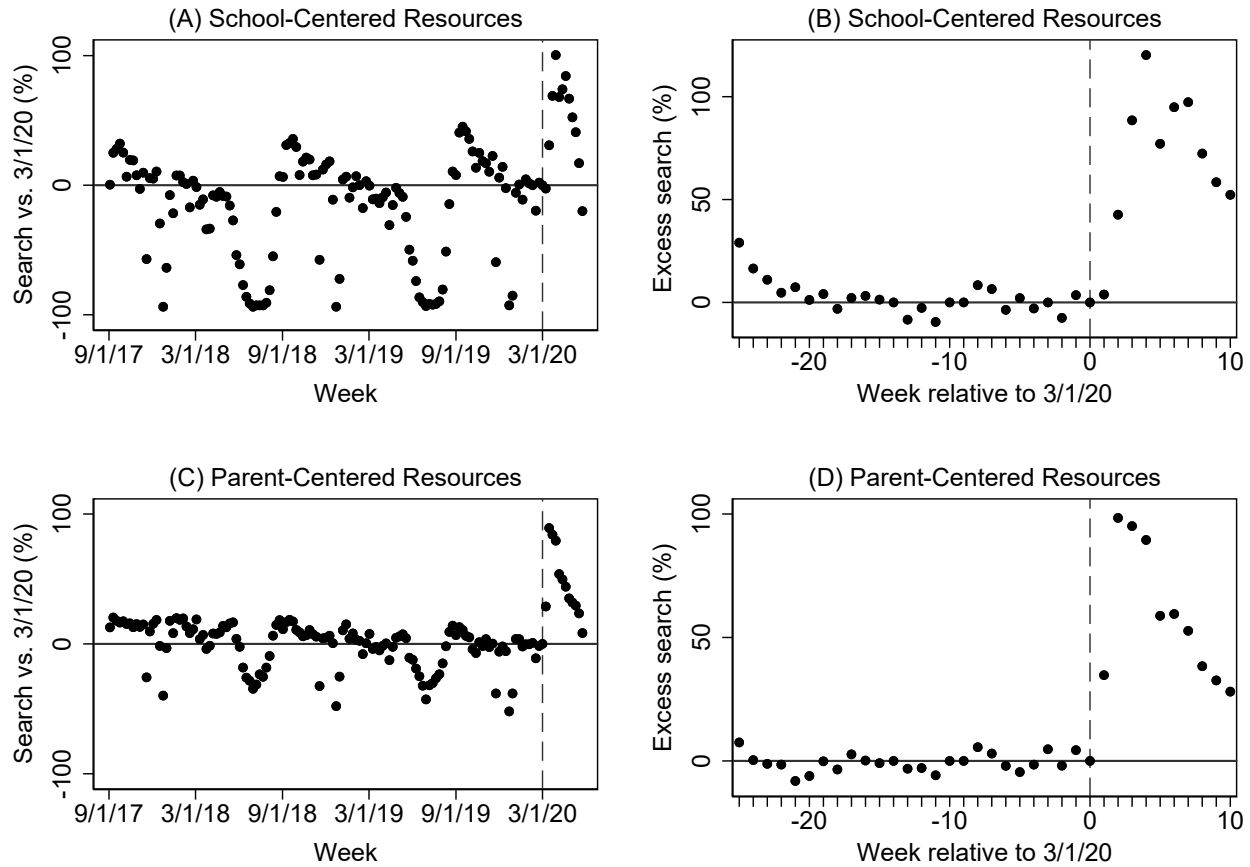 (A) School-Centered Resources
Search vs. 3/1/20 (%)
100
0
-100
9/1/17 3/1/18 9/1/18 3/1/19 9/1/19 3/1/20
Week
(B) School-Centered Resources
Excess search (%)
100
50
0
-20 -10 0 10
Week relative to 3/1/20
(C) Parent-Centered Resources
Search vs. 3/1/20 (%)
100
0
-100
9/1/17 3/1/18 9/1/18 3/1/19 9/1/19 3/1/20
Week
(D) Parent-Centered Resources
Excess search (%)
100
50
0
-20 -10 0 10
Week relative to 3/1/20